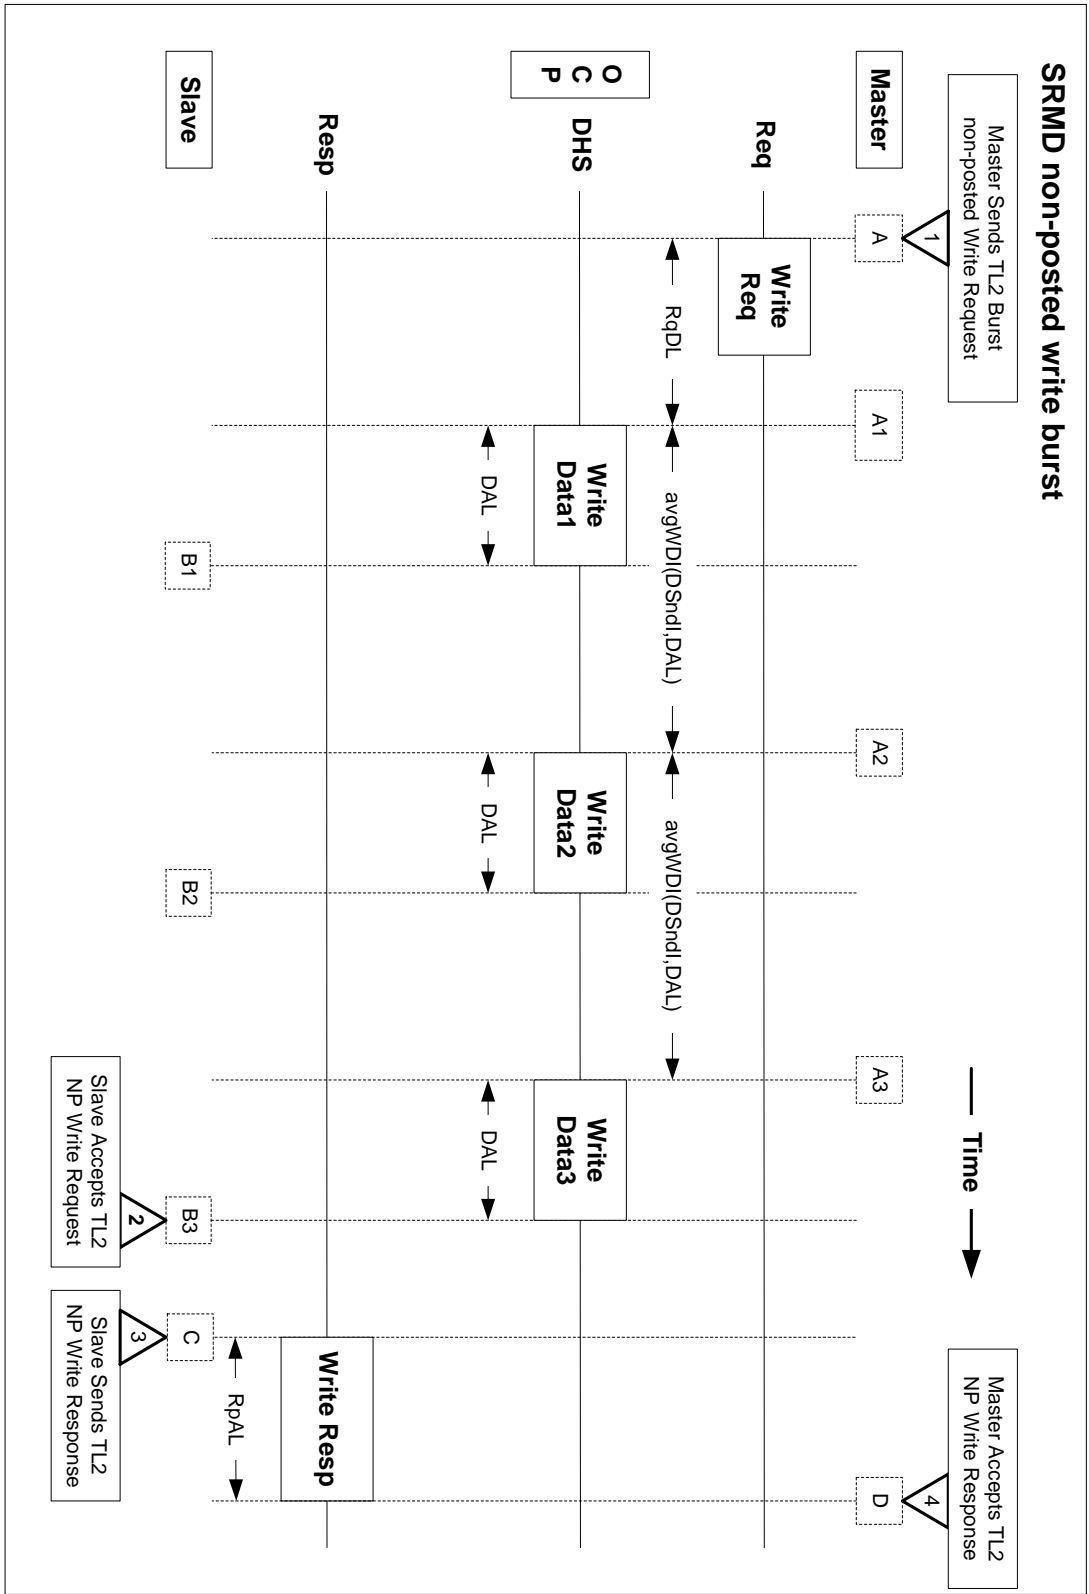 SRMD non-posted write burst
Time
Master Sends TL2 Burst
non-posted Write Request
Master Accepts TL2
NP Write Response
1
4
Master
A
A1
A2
A3
D
Req
Write
Req
RqDL
avgWDI(DSndI,DAL)
avgWDI(DSndI,DAL)
O
C
P
DHS
Write
Data1
Write
Data2
Write
Data3
DAL
DAL
DAL
Resp
Write Resp
RpAL
Slave
B1
B2
B3
C
2
3
Slave Accepts TL2
NP Write Request
Slave Sends TL2
NP Write Response